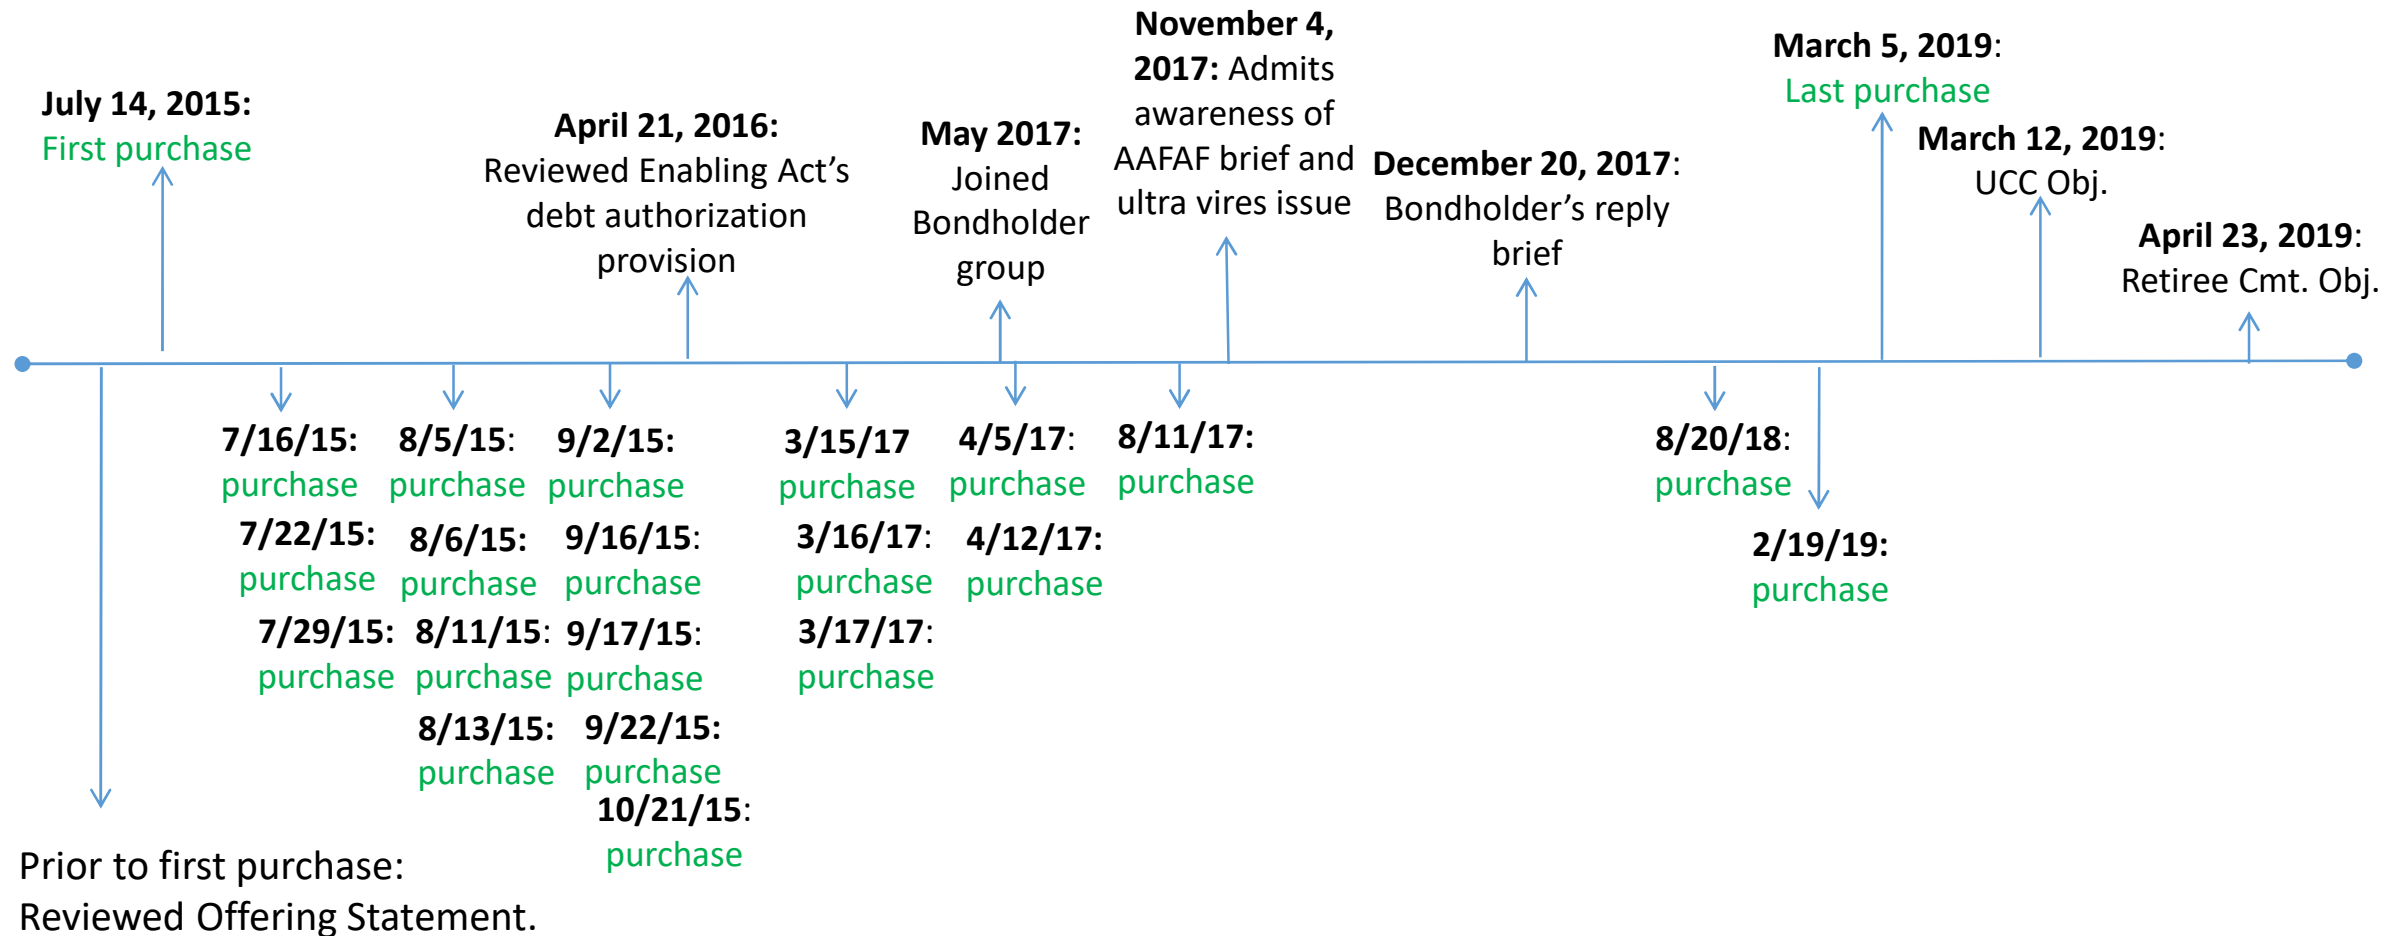 July 14, 2015:
First purchase
April 21, 2016:
Reviewed Enabling Act’s
debt authorization
provision
May 2017:
Joined
Bondholder
group
November 4,
2017: Admits
awareness of
AAFAF brief and
ultra vires issue
December 20, 2017:
Bondholder’s reply
brief
March 5, 2019:
Last purchase
March 12, 2019:
UCC Obj.
April 23, 2019:
Retiree Cmt. Obj.
7/16/15:
purchase
7/22/15:
purchase
7/29/15:
purchase
8/5/15:
purchase
8/6/15:
purchase
8/11/15:
purchase
8/13/15:
purchase
9/2/15:
purchase
9/16/15:
purchase
9/17/15:
purchase
9/22/15:
purchase
10/21/15:
purchase
3/15/17
purchase
3/16/17:
purchase
3/17/17:
purchase
4/5/17:
purchase
4/12/17:
purchase
8/11/17:
purchase
8/20/18:
purchase
2/19/19:
purchase
Prior to first purchase:
Reviewed Offering Statement.